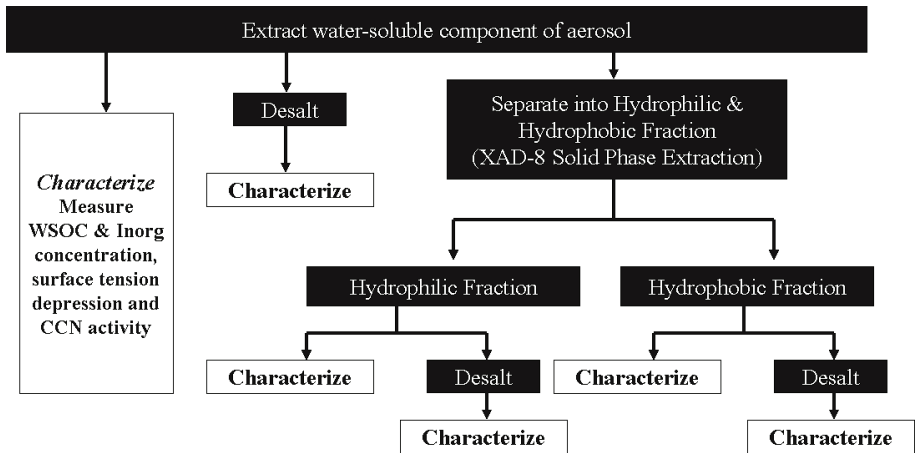 Extract water-soluble component of aerosol
Characterize
Measure
WSOC & Inorg
concentration,
surface tension
depression and
CCN activity
Desalt
Characterize
Separate into Hydrophilic &
Hydrophobic Fraction
(XAD-8 Solid Phase Extraction)
Hydrophilic Fraction
Hydrophobic Fraction
Characterize
Desalt
Characterize
Characterize
Desalt
Characterize